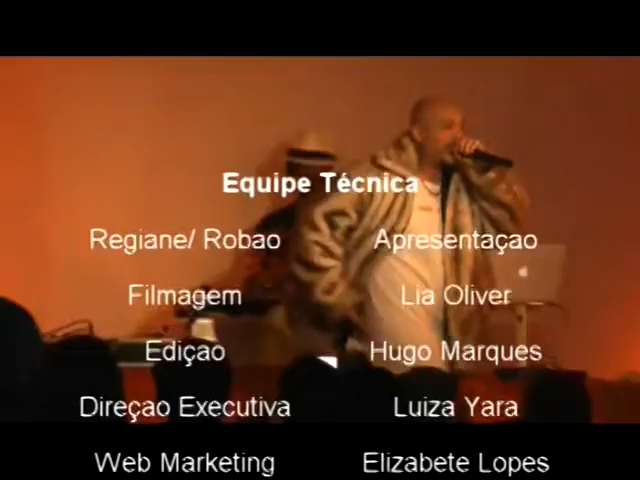 Equipe Técnica
Regiane/ Robao Apresentaçao
Filmagem Lia Oliver
Ediçao Hugo Marques
Direçao Executiva Luiza Yara
Web Marketing Elizabete Lopes